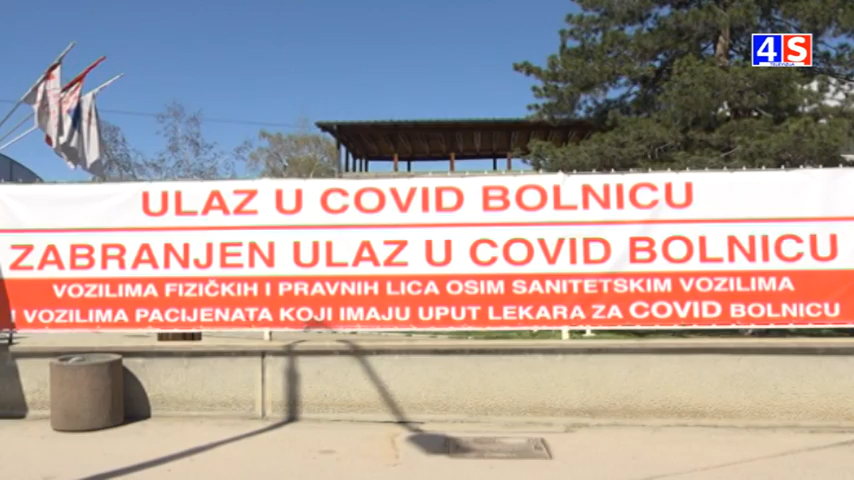 4S
ULAZ U COVID BOLNICU
ZABRANJEN ULAZ U COVID BOLNICU
VOZILIMA FIZIČKIH I PRAVNIH LICA OSIM SANITETSKIM VOZILIMA
I VOZILIMA PACIJENATA KOJI IMAJU UPUT LEKARA ZA COVID BOLNICU